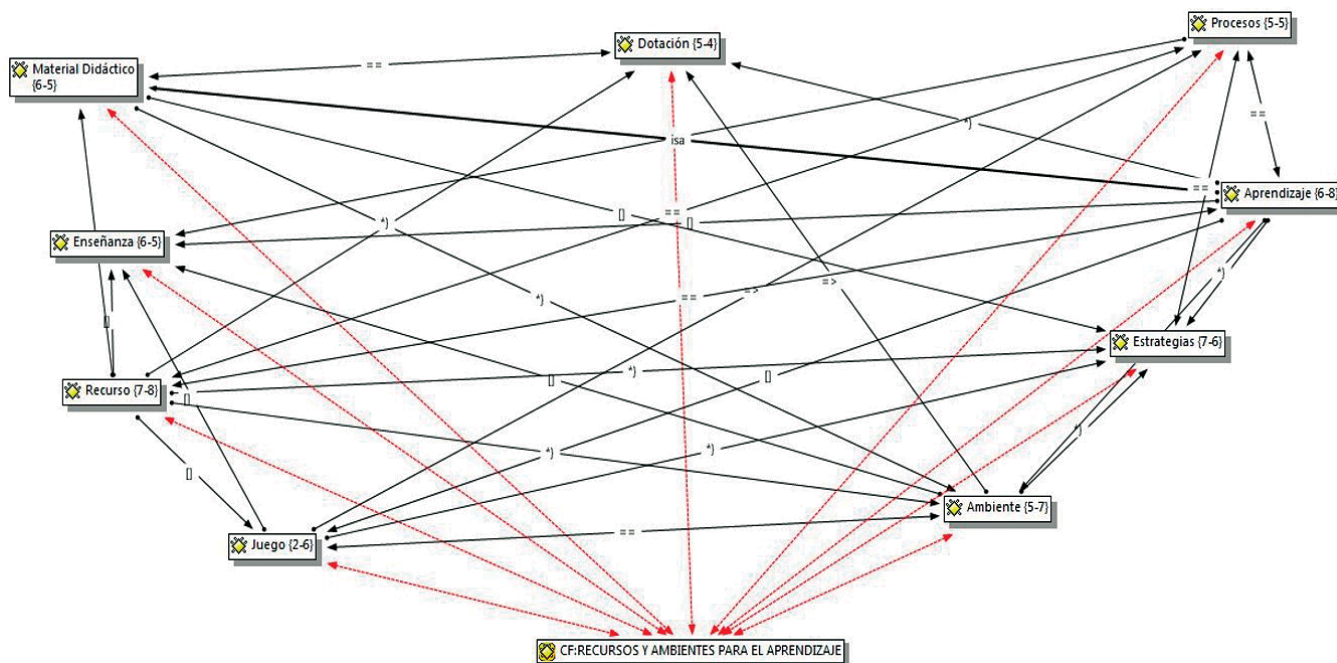 Procesos {5-5}
Dotación {5-4}
Material Didáctico
{6-5}
==
*)
==
isa
==
Aprendizaje {6-8}
[]
==
[]
*)
Enseñanza {6-5}
*)
==
=>
=>
*)
[]
Estrategias {7-6}
*)
[]
[]
Recurso {7-8}
[]
*)
*)
*)
[]
Ambiente {5-7}
==
Juego {2-6}
CF:RECURSOS Y AMBIENTES PARA EL APRENDIZAJE